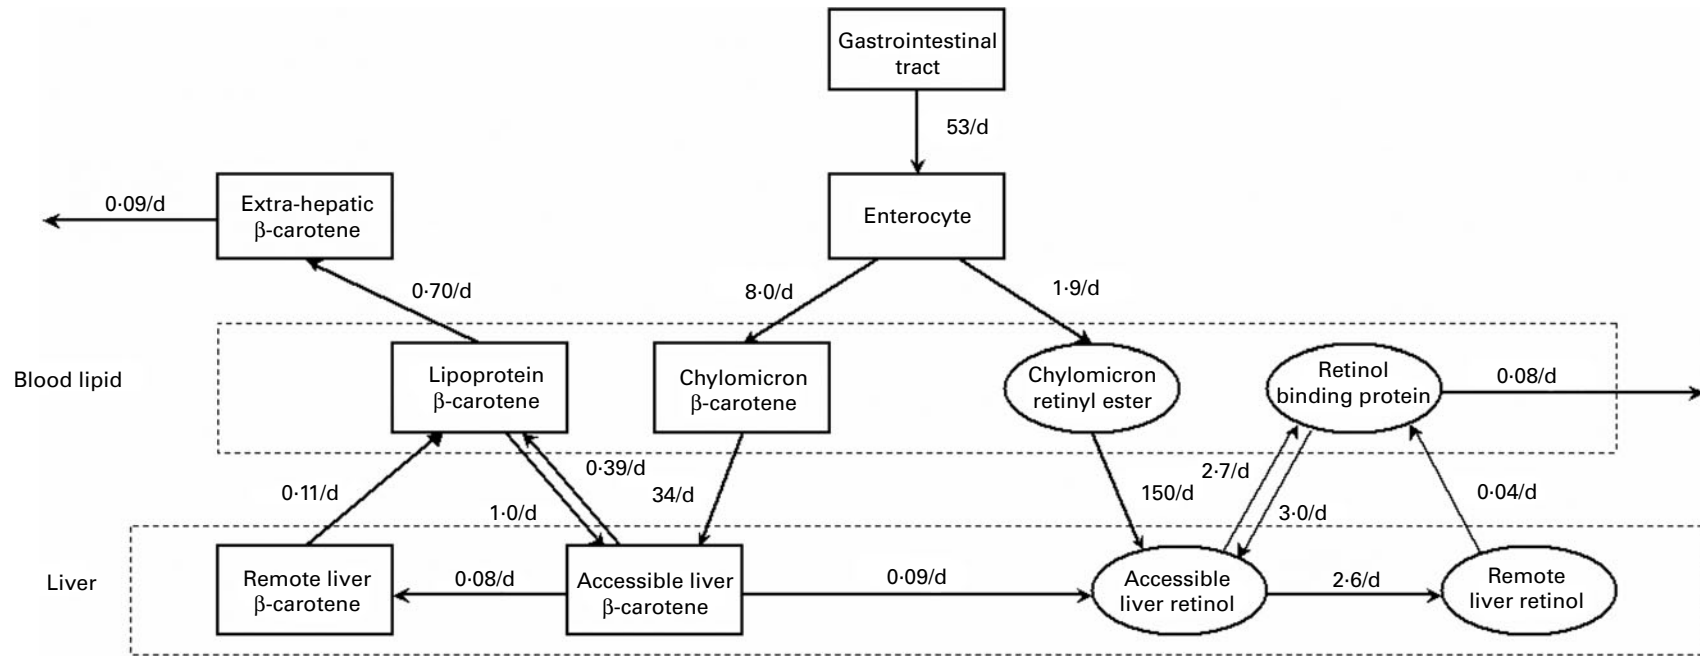 Gastrointestinal
tract
53/d
0·09/d
Extra-hepatic
β-carotene
Enterocyte
0·70/d
8·0/d
1·9/d
Blood lipid
Lipoprotein
β-carotene
Chylomicron
β-carotene
Chylomicron
retinyl ester
Retinol
binding protein
0·08/d
0·11/d
1·0/d
0·39/d
34/d
150/d
2·7/d
3·0/d
0·04/d
Liver
Remote liver
β-carotene
0·08/d
Accessible liver
β-carotene
0·09/d
Accessible
liver retinol
2·6/d
Remote
liver retinol